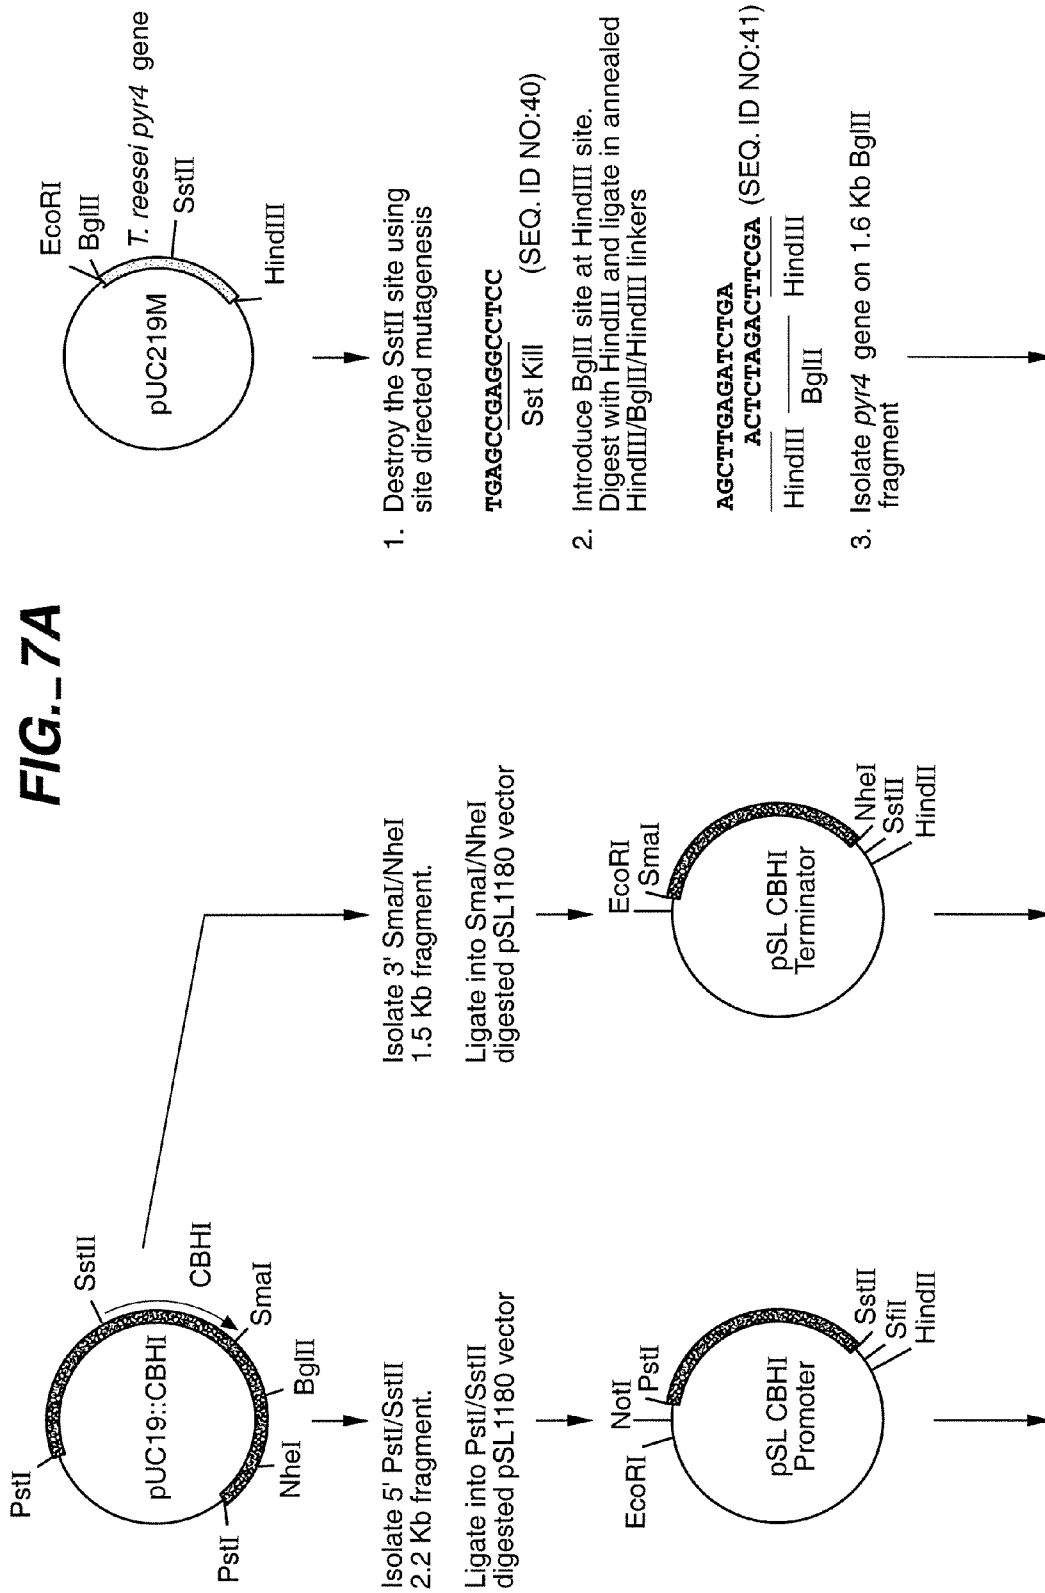 FIG._7A
PstI
SstII
CBHI
SmaI
BglII
NheI
PstI
pUC19::CBHI
Isolate 5' PstI/SstII
2.2 Kb fragment.
Ligate into PstI/SstII
digested pSL1180 vector
EcoRI
NotI
PstI
pSL CBHI
Promoter
SstII
SfiI
HindII
Isolate 3' SmaI/NheI
1.5 Kb fragment.
Ligate into SmaI/NheI
digested pSL1180 vector
EcoRI
SmaI
pSL CBHI
Terminator
NheI
SstII
HindII
EcoRI
BglII
T. reesei pyr4 gene
SstII
HindIII
pUC219M
1. Destroy the SstII site using
site directed mutagenesis
TGAGCCGAGGCCTCC
Sst Kill (SEQ. ID NO:40)
2. Introduce BglII site at HindIII site.
Digest with HindIII and ligate in annealed
HindIII/BglII/HindIII linkers
AGCTTGAGATCTGA
ACTCTAGACTTCGA (SEQ. ID NO:41)
HindIII BglII HindIII
3. Isolate pyr4 gene on 1.6 Kb BglII
fragment